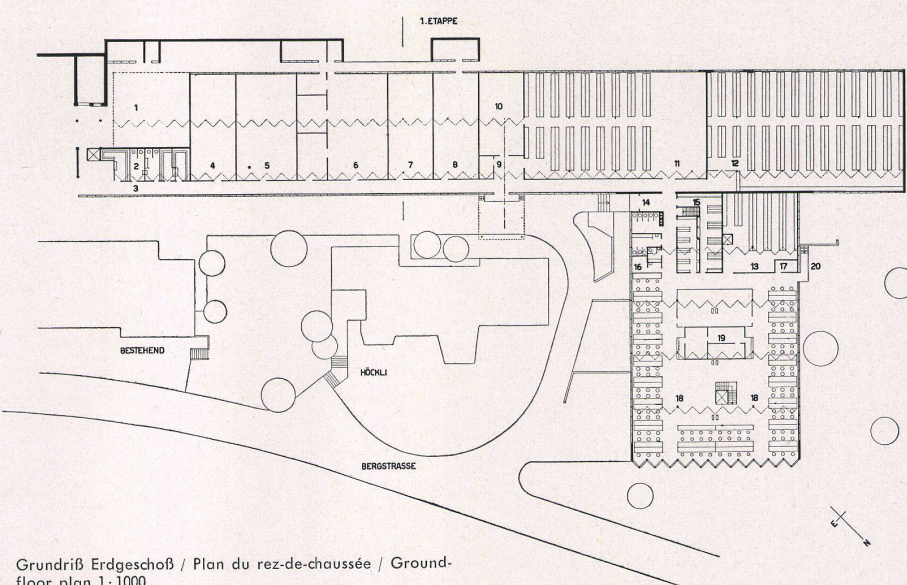 1.ETAPPE
1
10
2
4
5
6
7
8
9
11
12
3
14
15
16
13
17
20
BESTEHEND
HÖCKLI
19
18
18
BERGSTRASSE
E
N
Grundriß Erdgeschoß / Plan du rez-de-chaussée / Ground-
floor plan 1:1000